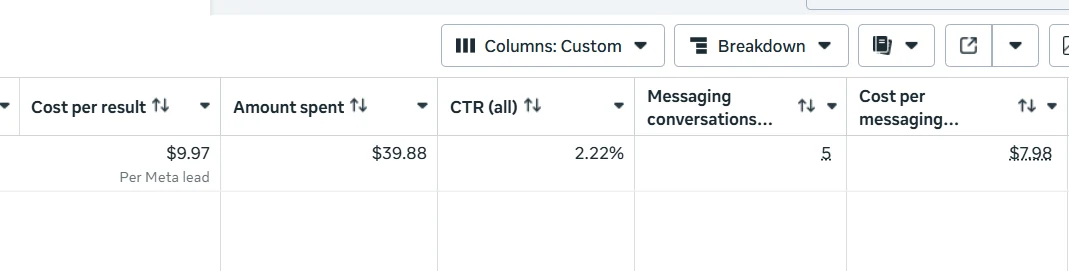 Columns: Custom Breakdown
Cost per result Amount spent CTR (all) Messaging conversations... Cost per messaging...
$9.97 $39.88 2.22% 5 $7.98
Per Meta lead